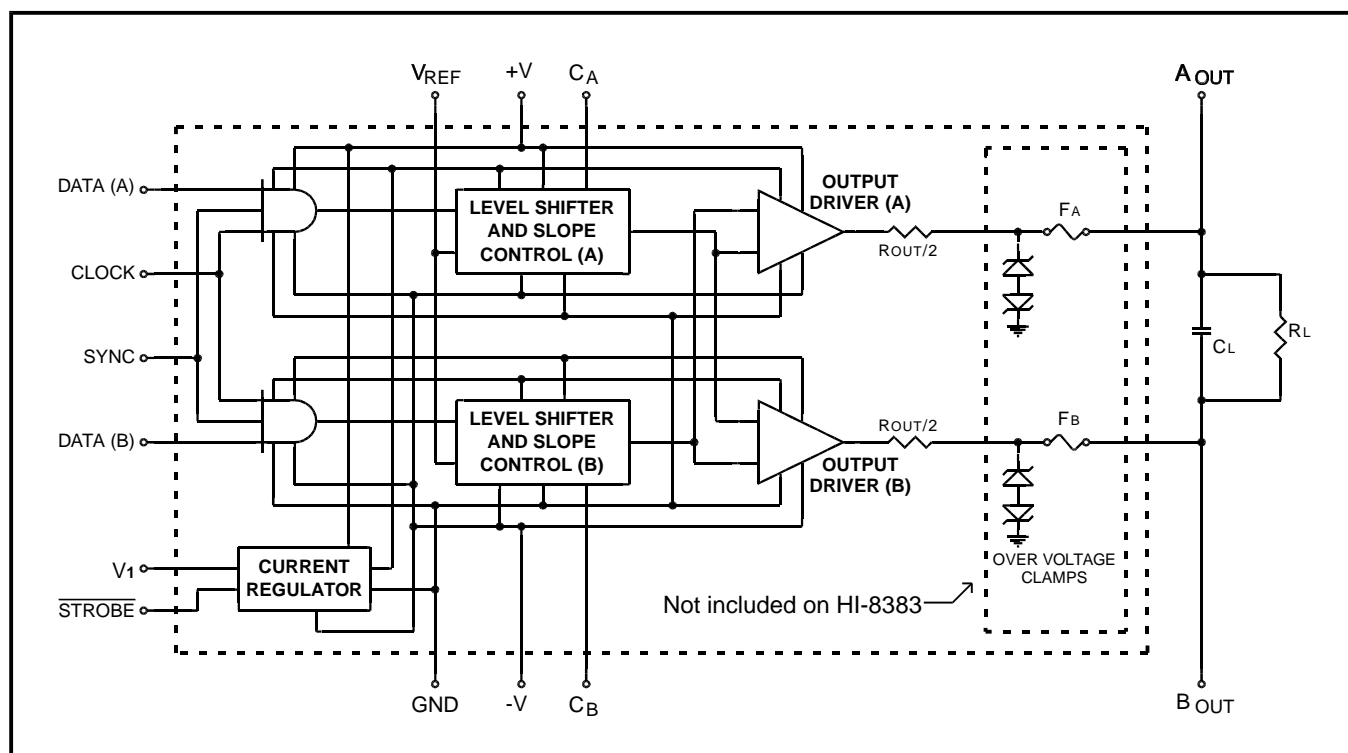 VREF
+V
CA
AOUT
DATA (A)
CLOCK
SYNC
DATA (B)
V1
STROBE
LEVEL SHIFTER
AND SLOPE
CONTROL (A)
OUTPUT
DRIVER (A)
ROUT/2
FA
CL
RL
LEVEL SHIFTER
AND SLOPE
CONTROL (B)
ROUT/2
OUTPUT
DRIVER (B)
FB
CURRENT
REGULATOR
OVER VOLTAGE
CLAMPS
Not included on HI-8383
GND
-V
CB
BOUT